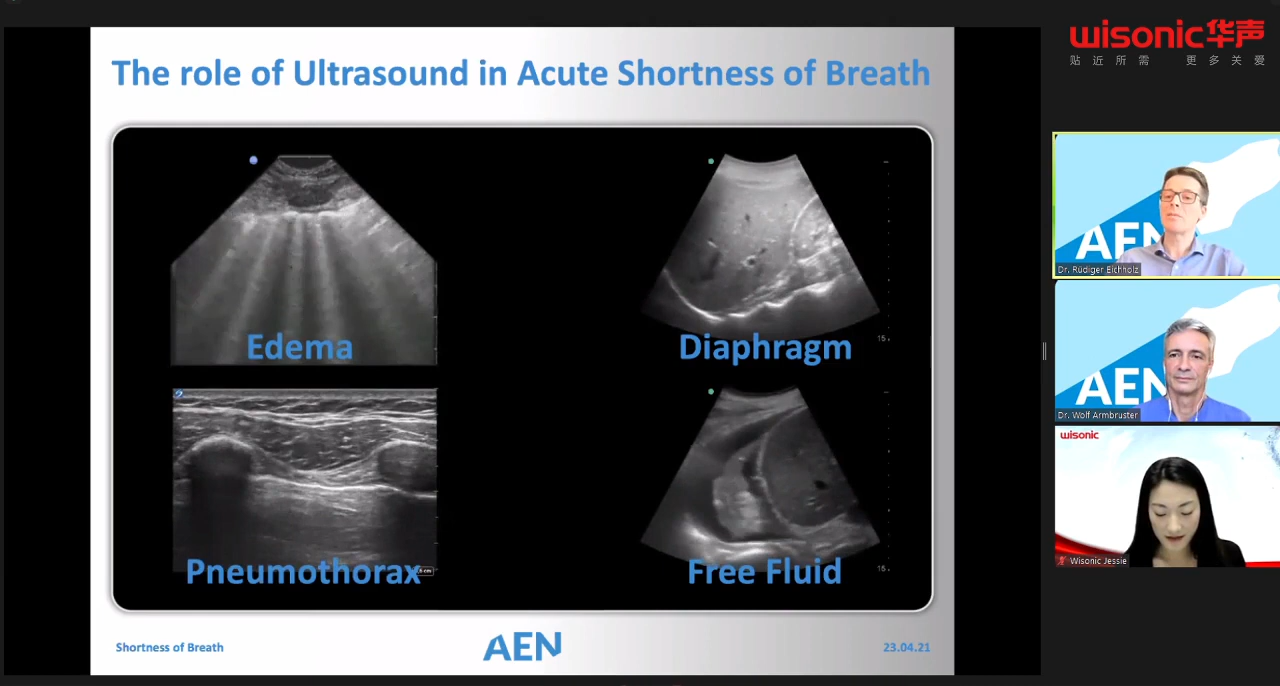 The role of Ultrasound in Acute Shortness of Breath
Edema
Diaphragm
15
Pneumothorax
Free Fluid
15
Shortness of Breath
AEN
23.04.21
wisonic华声
贴近所需 更多关爱
AEN
Dr. Rüdiger Eichholz
AEN
Dr. Wolf Armbruster
wisonic
Wisonic Jessie